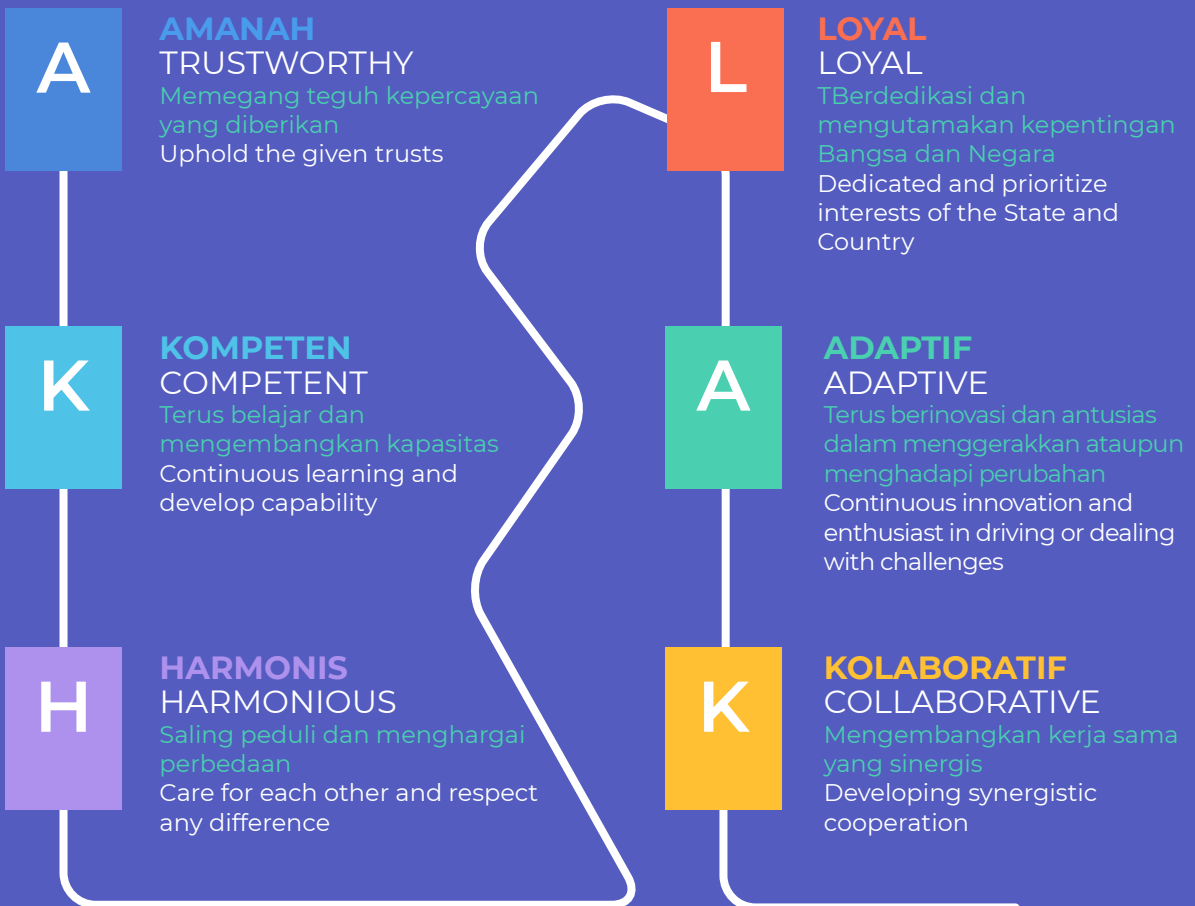 A
AMANAH
TRUSTWORTHY
Memegang teguh kepercayaan
yang diberikan
Uphold the given trusts
K
KOMPETEN
COMPETENT
Terus belajar dan
mengembangkan kapasitas
Continuous learning and
develop capability
H
HARMONIS
HARMONIOUS
Saling peduli dan menghargai
perbedaan
Care for each other and respect
any difference
L
LOYAL
LOYAL
TBerdedikasi dan
mengutamakan kepentingan
Bangsa dan Negara
Dedicated and prioritize
interests of the State and
Country
A
ADAPTIF
ADAPTIVE
Terus berinovasi dan antusias
dalam menggerakkan ataupun
menghadapi perubahan
Continuous innovation and
enthusiast in driving or dealing
with challenges
K
KOLABORATIF
COLLABORATIVE
Mengembangkan kerja sama
yang sinergis
Developing synergistic
cooperation